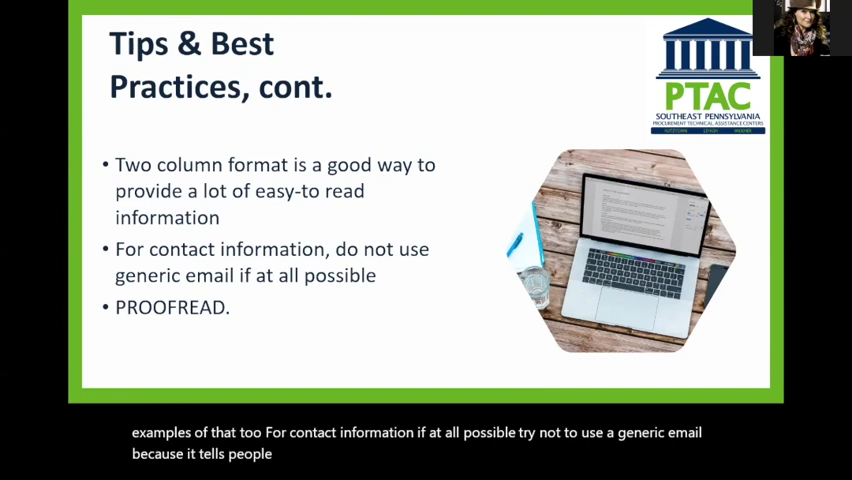 Tips & Best
Practices, cont.
PTAC
SOUTHEAST PENNSYLVANIA
PROCUREMENT TECHNICAL ASSISTANCE CENTERS
KUTZTOWN LEHIGH WIDENER
• Two column format is a good way to
provide a lot of easy-to read
information
• For contact information, do not use
generic email if at all possible
• PROOFREAD.
examples of that too For contact information if at all possible try not to use a generic email
because it tells people